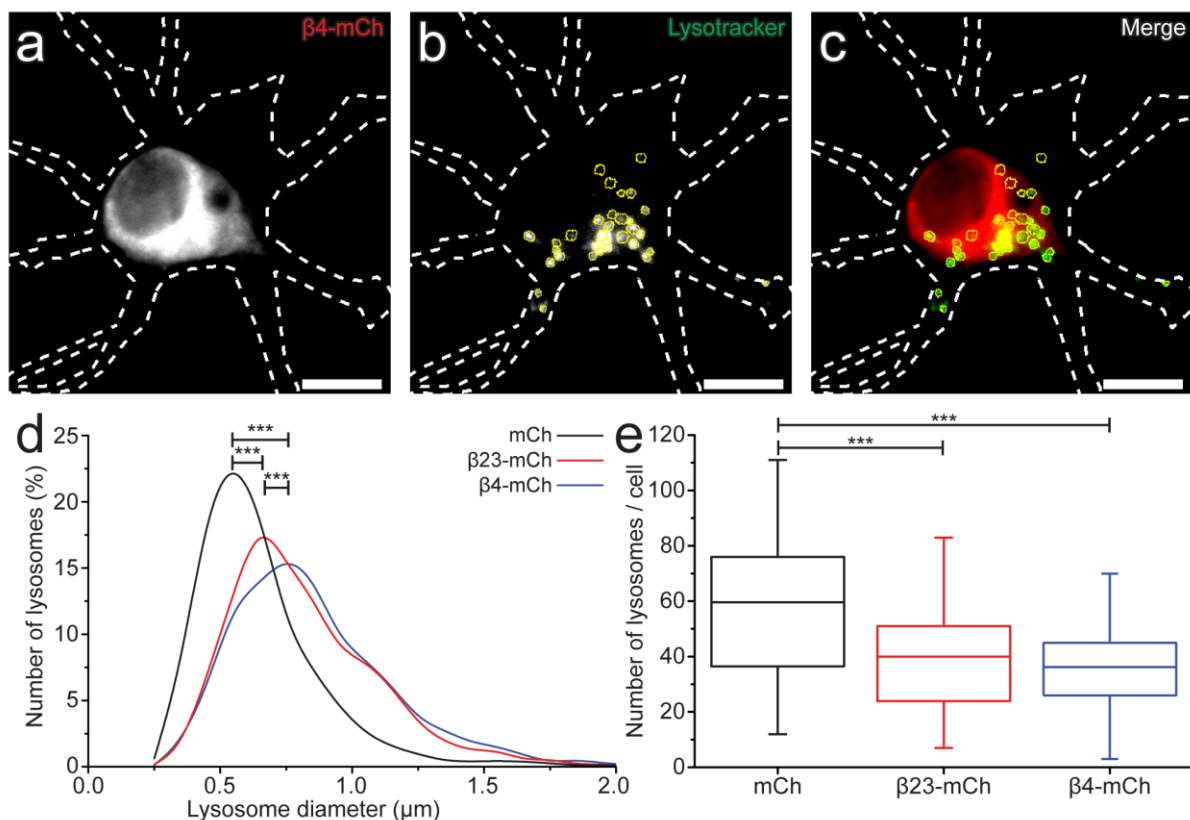 a
β4-mCh
b
Lysotracker
c
Merge
d
Number of lysosomes (%)
25
20
15
10
5
0
0.0
0.5
1.0
1.5
2.0
Lysosome diameter (µm)
***
***
***
mCh
β23-mCh
β4-mCh
e
Number of lysosomes / cell
120
100
80
60
40
20
0
***
***
mCh
β23-mCh
β4-mCh